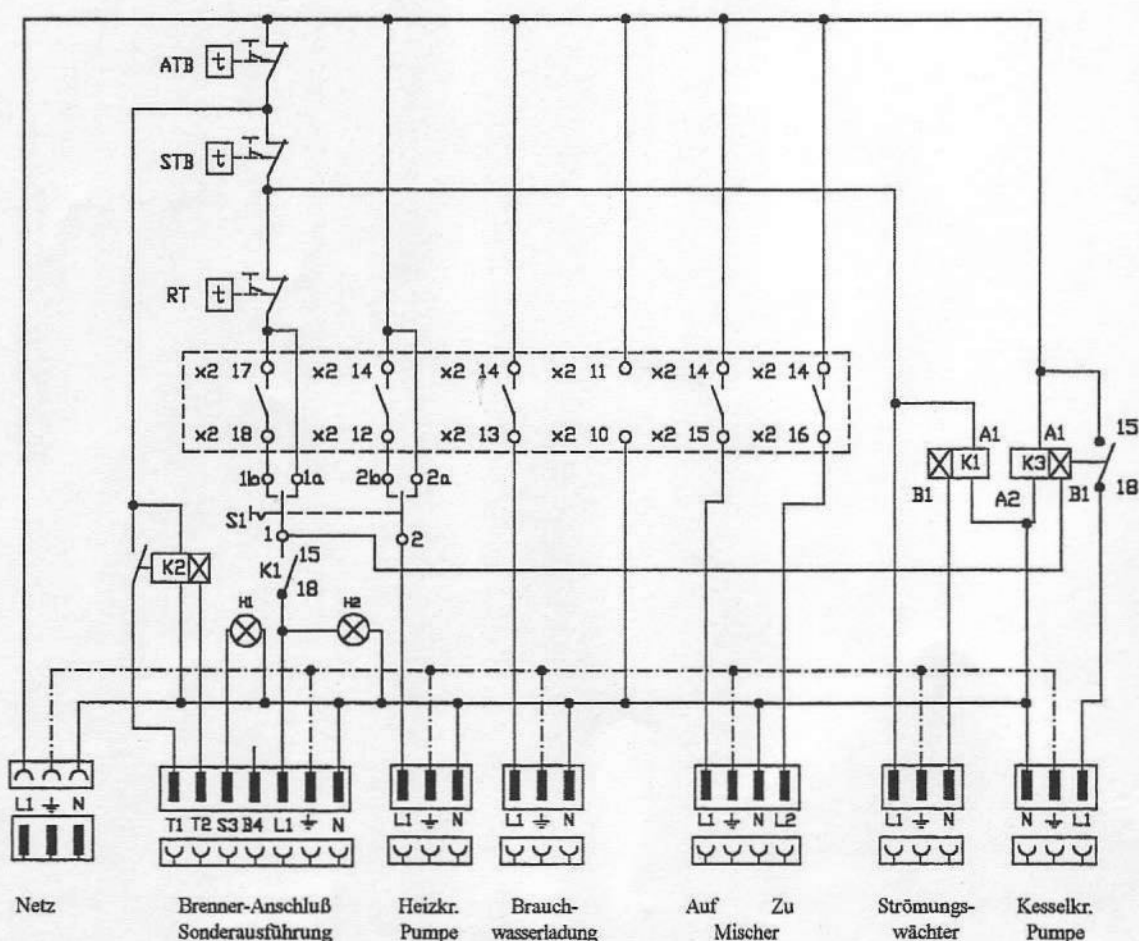 ATB t
STB t
RT t
x2 17 x2 14 x2 14 x2 11 x2 14 x2 14
x2 18 x2 12 x2 13 x2 10 x2 15 x2 16
15
A1 A1
K1 K3
B1 A2 B1 18
1b 1a 2b 2a
S1
1 2
K1 15
18
K2
H1 H2
L1 N
T1 T2 S3 B4 L1 N
L1 N
L1 N
L1 N L2
N L1
Netz
Brenner-Anschluß
Sonderausführung
Heizkr.
Pumpe
Brauch-
wasserladung
Auf Zu
Mischer
Strömungs-
wächter
Kesselkr.
Pumpe